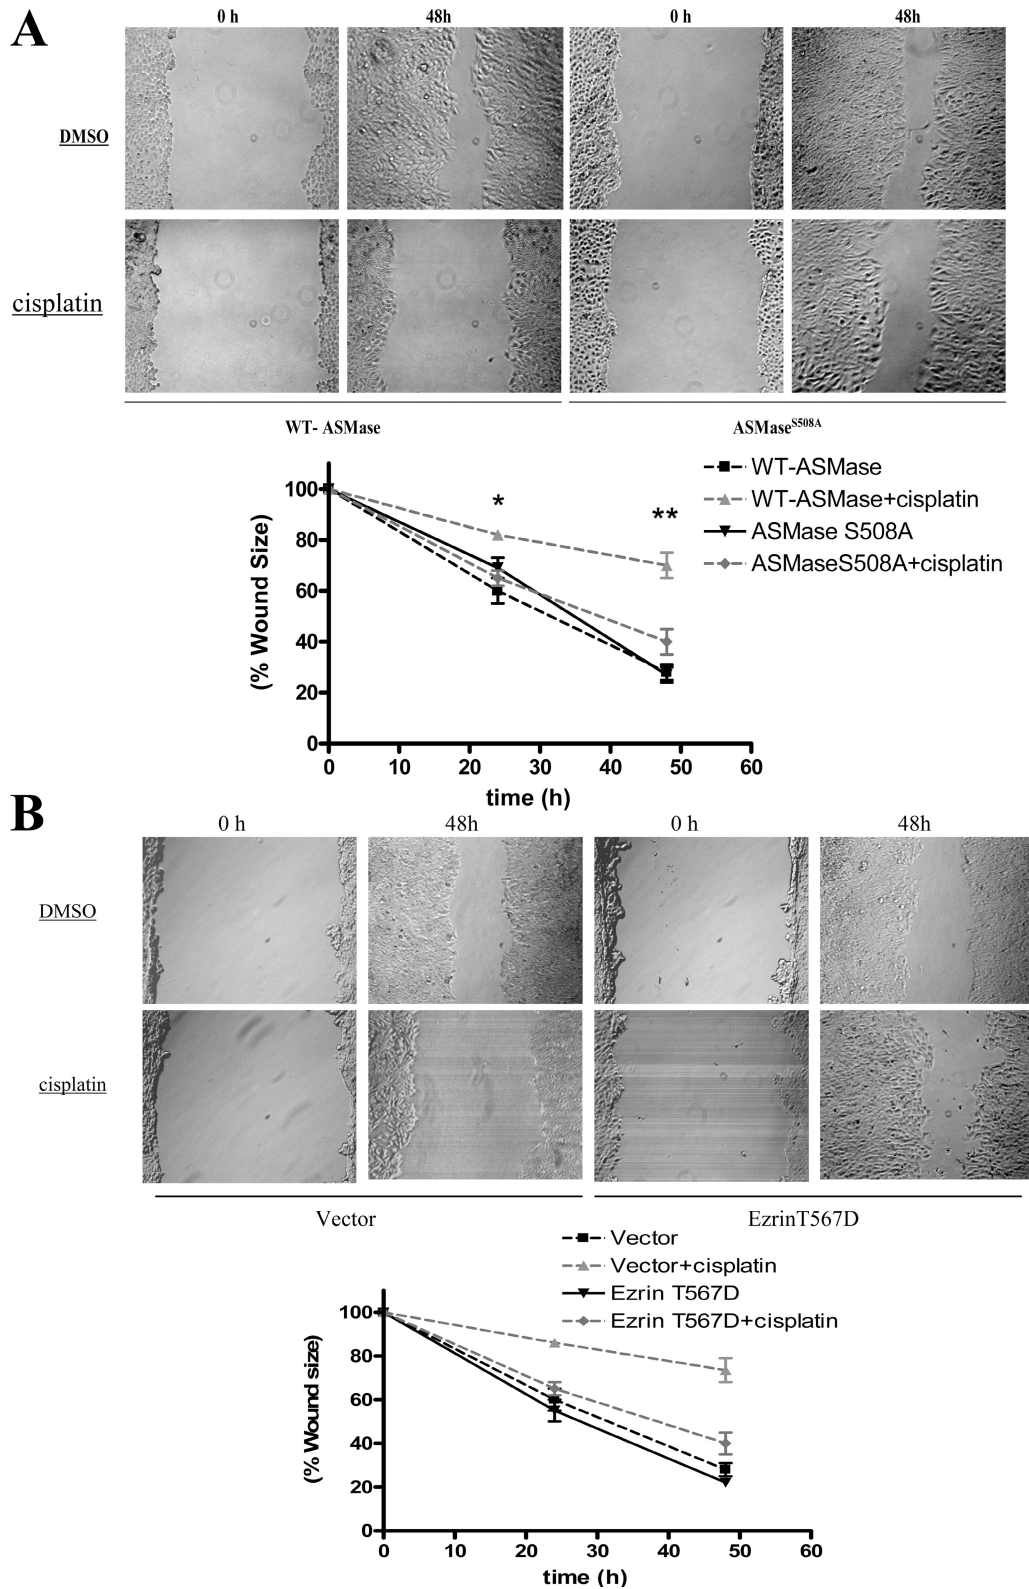 A
0 h 48h 0 h 48h
DMSO
cisplatin
WT- ASMase ASMaseS508A
WT-ASMase
WT-ASMase+cisplatin
ASMase S508A
ASMaseS508A+cisplatin
* **
(% Wound Size)
100
80
60
40
20
0
0 10 20 30 40 50 60
time (h)
B
0 h 48h 0 h 48h
DMSO
cisplatin
Vector EzrinT567D
Vector
Vector+cisplatin
Ezrin T567D
Ezrin T567D+cisplatin
(% Wound size)
100
80
60
40
20
0
0 10 20 30 40 50 60
time (h)